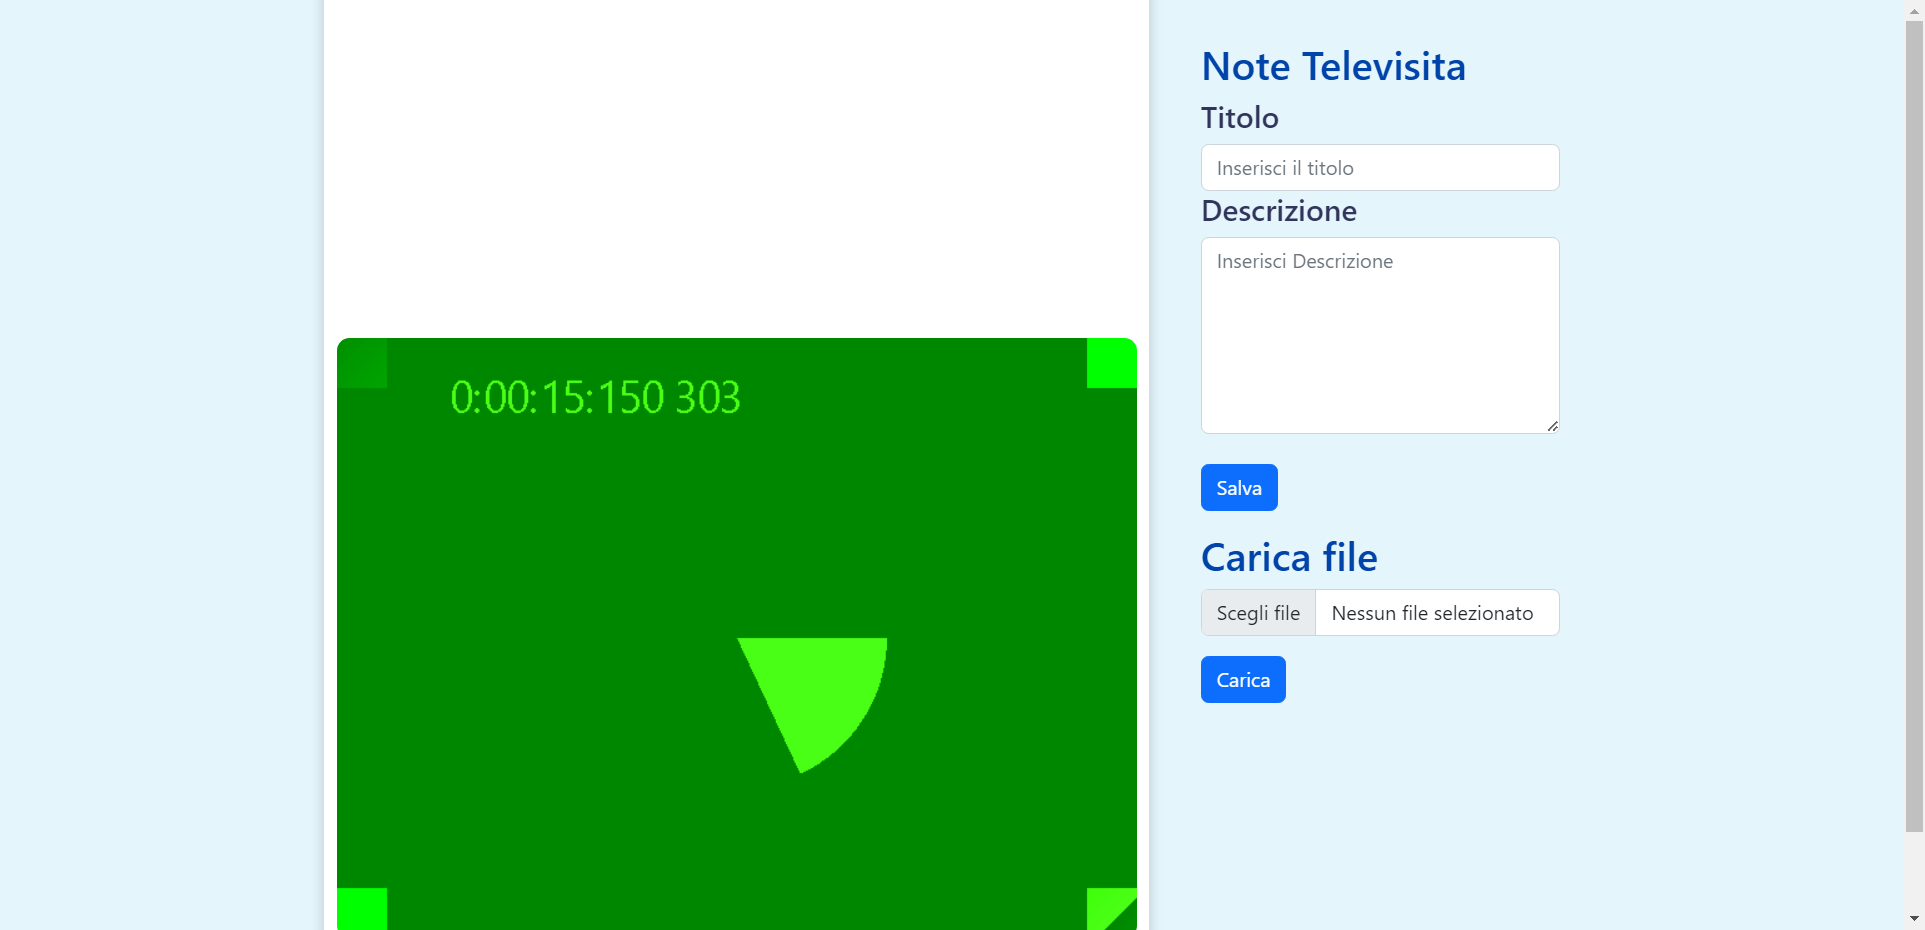 0:00:15:150 303
Note Televisita
Titolo
Inserisci il titolo
Descrizione
Inserisci Descrizione
Salva
Carica file
Scegli file Nessun file selezionato
Carica